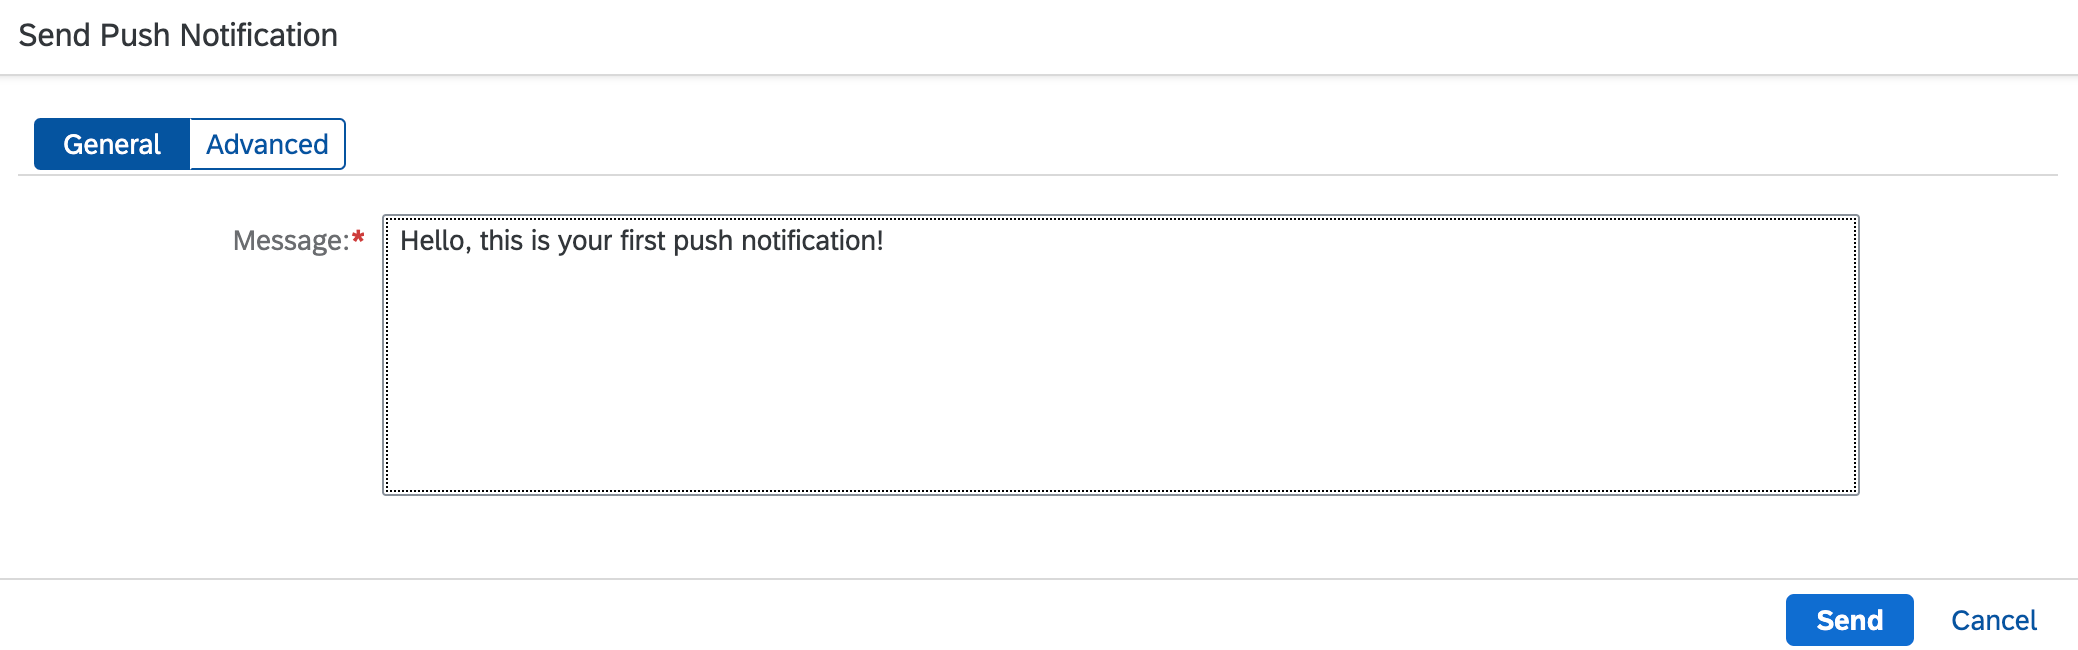 Send Push Notification
General Advanced
Message:* Hello, this is your first push notification!
Send Cancel